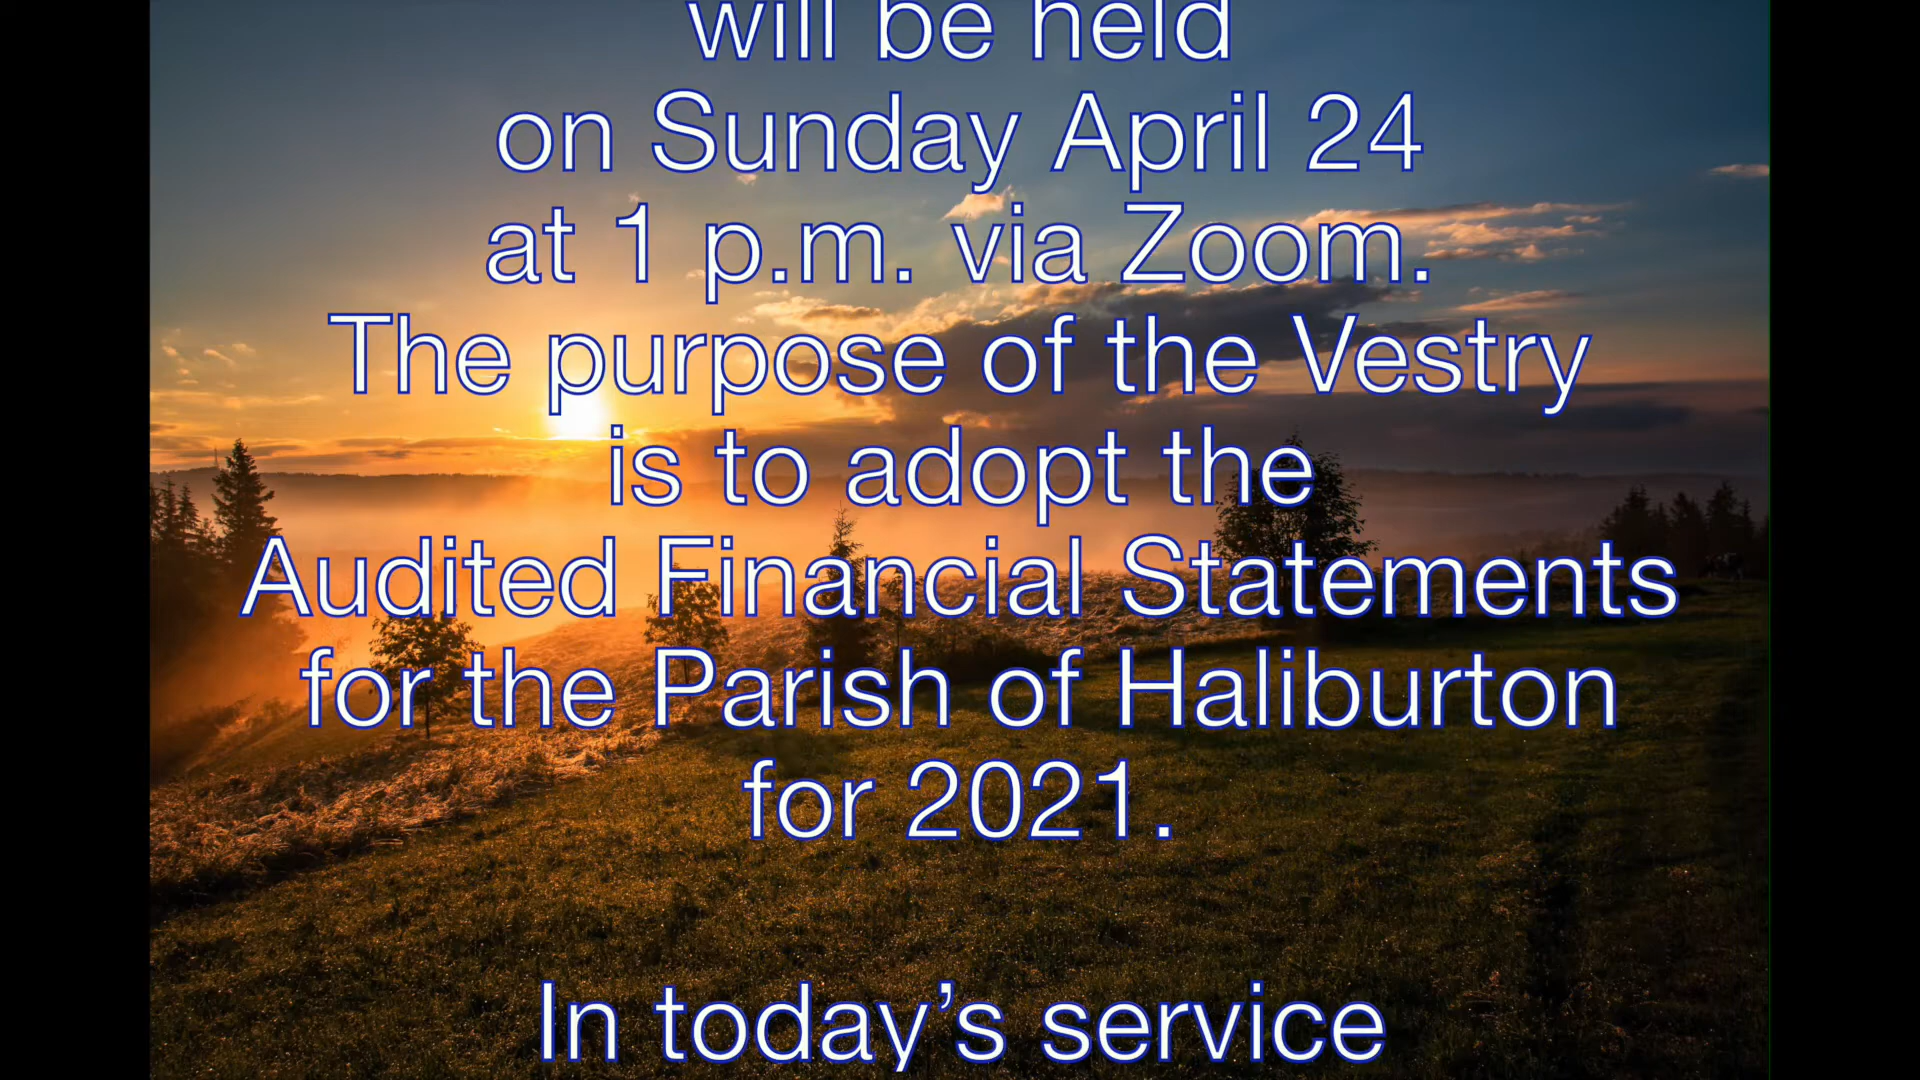 will be held
on Sunday April 24
at 1 p.m. via Zoom.
The purpose of the Vestry
is to adopt the
Audited Financial Statements
for the Parish of Haliburton
for 2021.
In today’s service